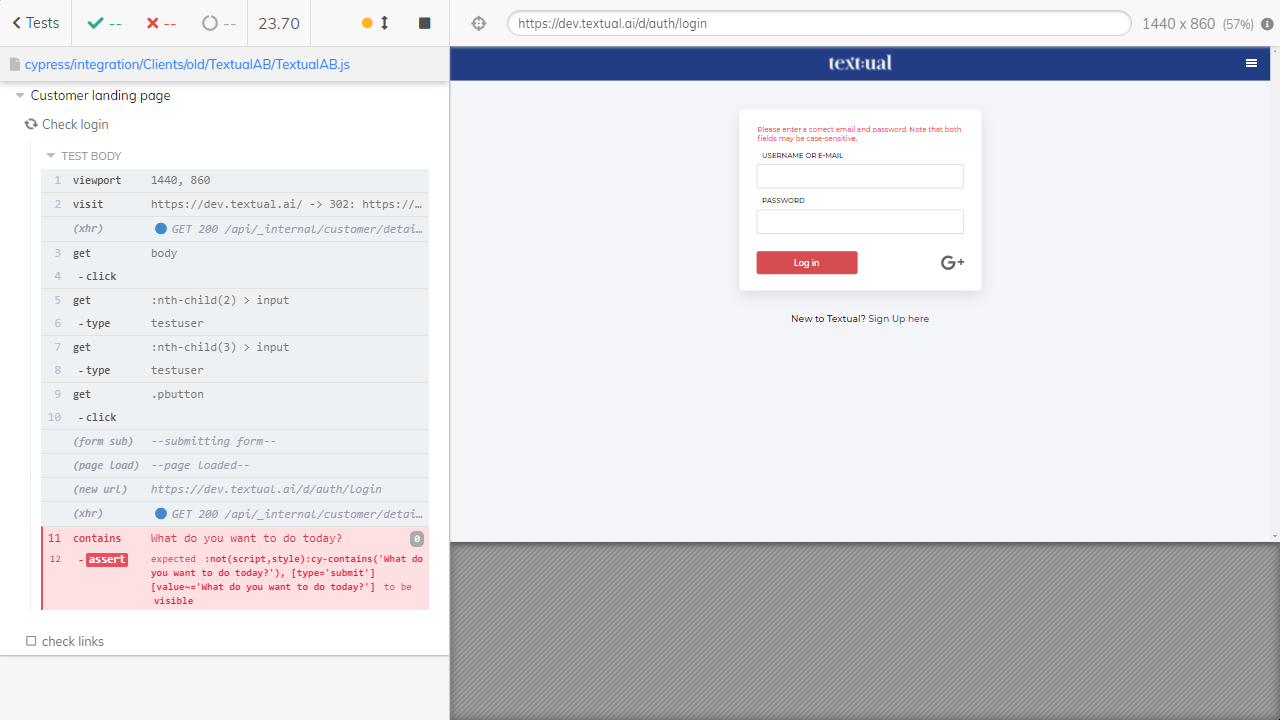 Tests
--
--
--
23.70
cypress/integration/Clients/old/TextualAB/TextualAB.js
Customer landing page
Check login
TEST BODY
1 viewport 1440, 860
2 visit https://dev.textual.ai/ -> 302: https://…
(xhr) GET 200 /api/_internal/customer/detai…
3 get body
4 -click
5 get :nth-child(2) > input
6 -type testuser
7 get :nth-child(3) > input
8 -type testuser
9 get .pbutton
10 -click
(form sub) --submitting form--
(page load) --page loaded--
(new url) https://dev.textual.ai/d/auth/login
(xhr) GET 200 /api/_internal/customer/detai…
11 contains What do you want to do today? 0
12 -assert expected :not(script,style):cy-contains('What do
you want to do today?'), [type='submit']
[value~='What do you want to do today?'] to be
visible
check links
https://dev.textual.ai/d/auth/login
1440 x 860 (57%)
text:ual
Please enter a correct email and password. Note that both
fields may be case-sensitive.
USERNAME OR E-MAIL
PASSWORD
Log in
G+
New to Textual? Sign Up here